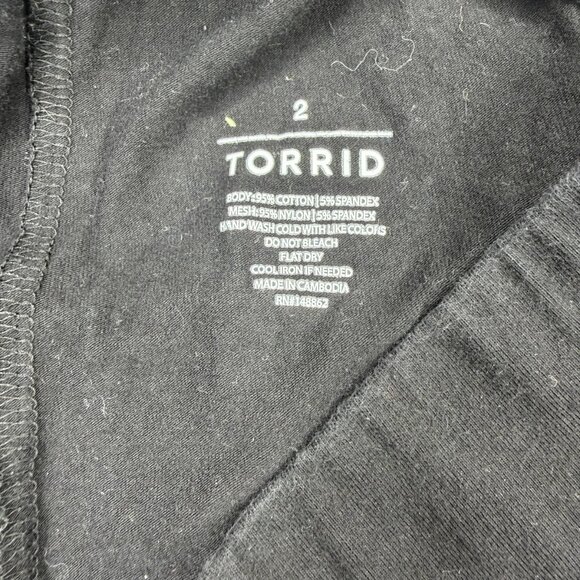 2
TORRID
BODY: 95% COTTON | 5% SPANDEX
MESH: 95% NYLON | 5% SPANDEX
HAND WASH COLD WITH LIKE COLORS
DO NOT BLEACH
FLAT DRY
COOL IRON IF NEEDED
MADE IN CAMBODIA
RN#148862